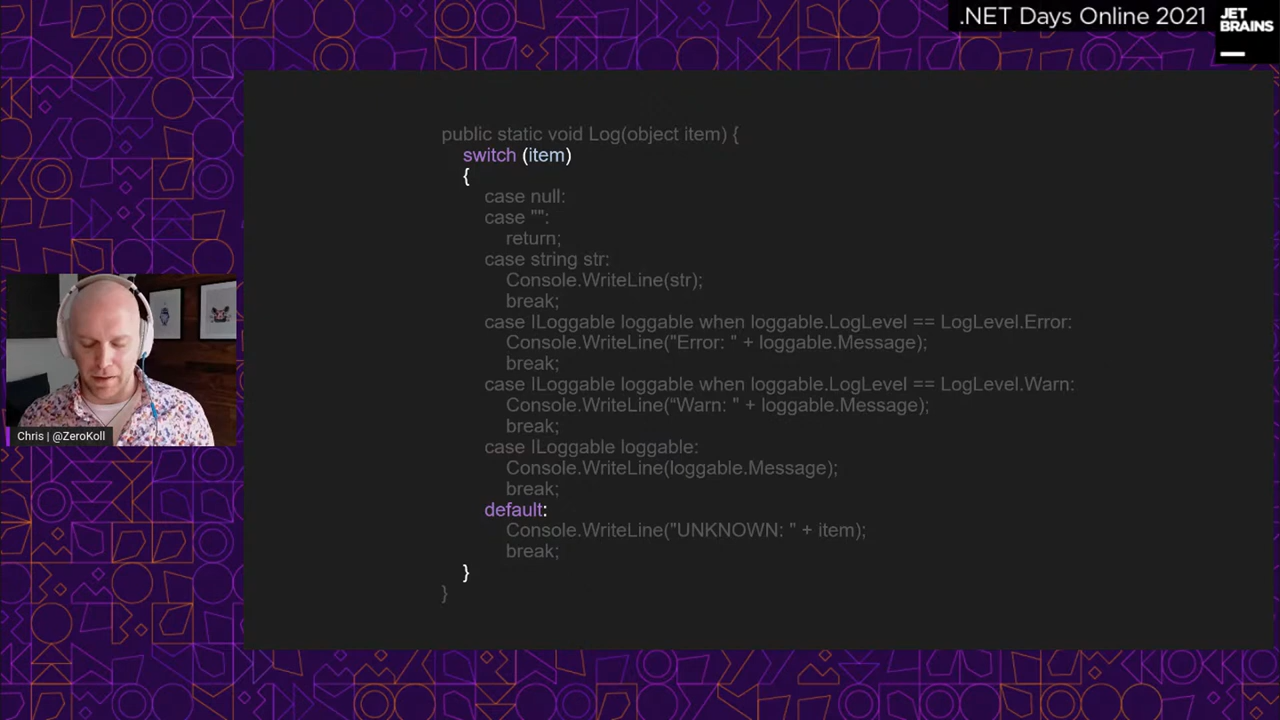 .NET Days Online 2021
JET
BRAINS
public static void Log(object item) {
switch (item)
{
case null:
case "":
return;
case string str:
Console.WriteLine(str);
break;
case ILoggable loggable when loggable.LogLevel == LogLevel.Error:
Console.WriteLine("Error: " + loggable.Message);
break;
case ILoggable loggable when loggable.LogLevel == LogLevel.Warn:
Console.WriteLine(“Warn: " + loggable.Message);
break;
case ILoggable loggable:
Console.WriteLine(loggable.Message);
break;
default:
Console.WriteLine("UNKNOWN: " + item);
break;
}
}
Chris | @ZeroKoll